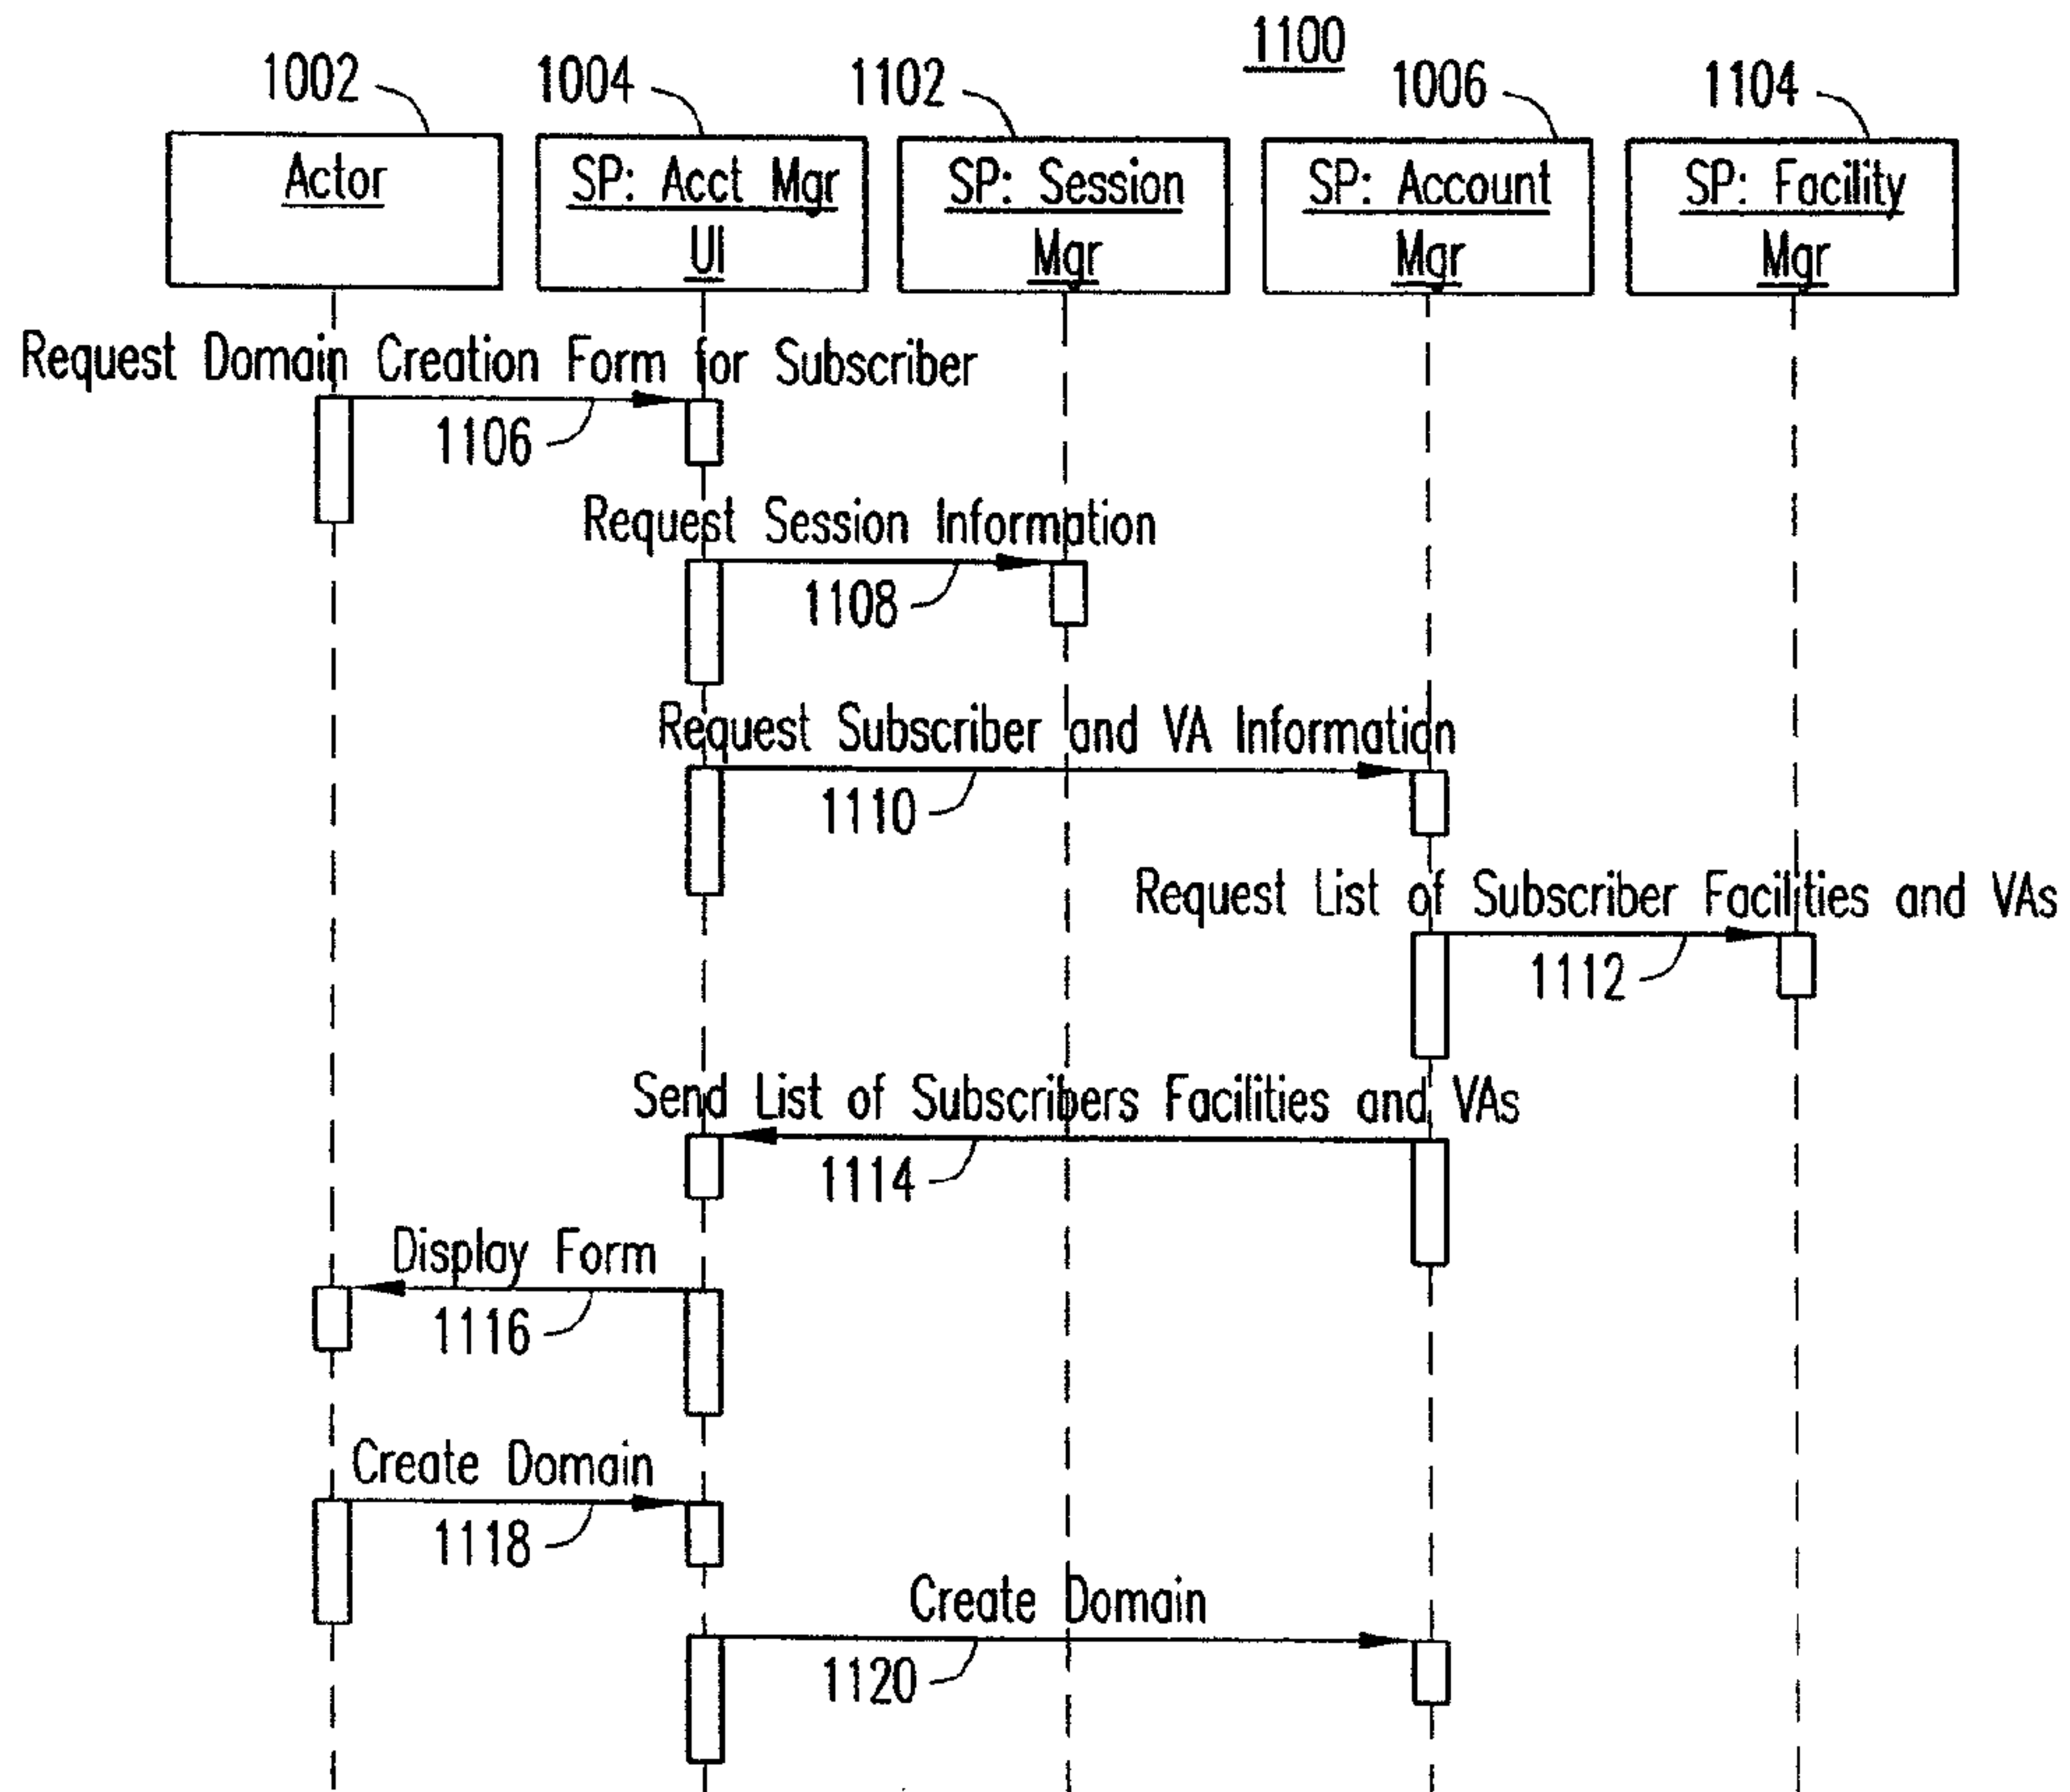 1100
1002
1004
1102
1006
1104
Actor
SP: Acct Mgr
UI
SP: Session
Mgr
SP: Account
Mgr
SP: Facility
Mgr
Request Domain Creation Form for Subscriber
1106
Request Session Information
1108
Request Subscriber and VA Information
1110
Request List of Subscriber Facilities and VAs
1112
Send List of Subscribers Facilities and VAs
1114
Display Form
1116
Create Domain
1118
Create Domain
1120